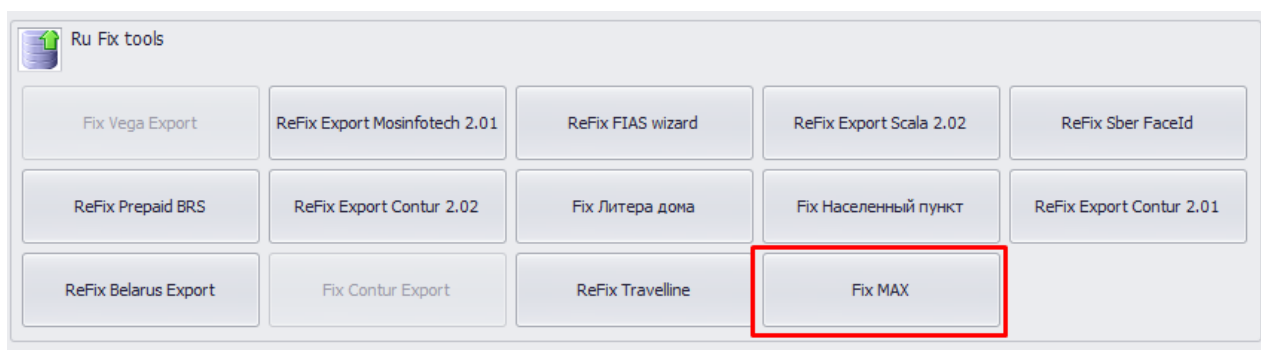 Ru Fix tools
Fix Vega Export
ReFix Export Mosinfotech 2.01
ReFix FIAS wizard
ReFix Export Scala 2.02
ReFix Sber FaceId
ReFix Prepaid BRS
ReFix Export Contur 2.02
Fix Литера дома
Fix Населенный пункт
ReFix Export Contur 2.01
ReFix Belarus Export
Fix Contur Export
ReFix Travelline
Fix MAX